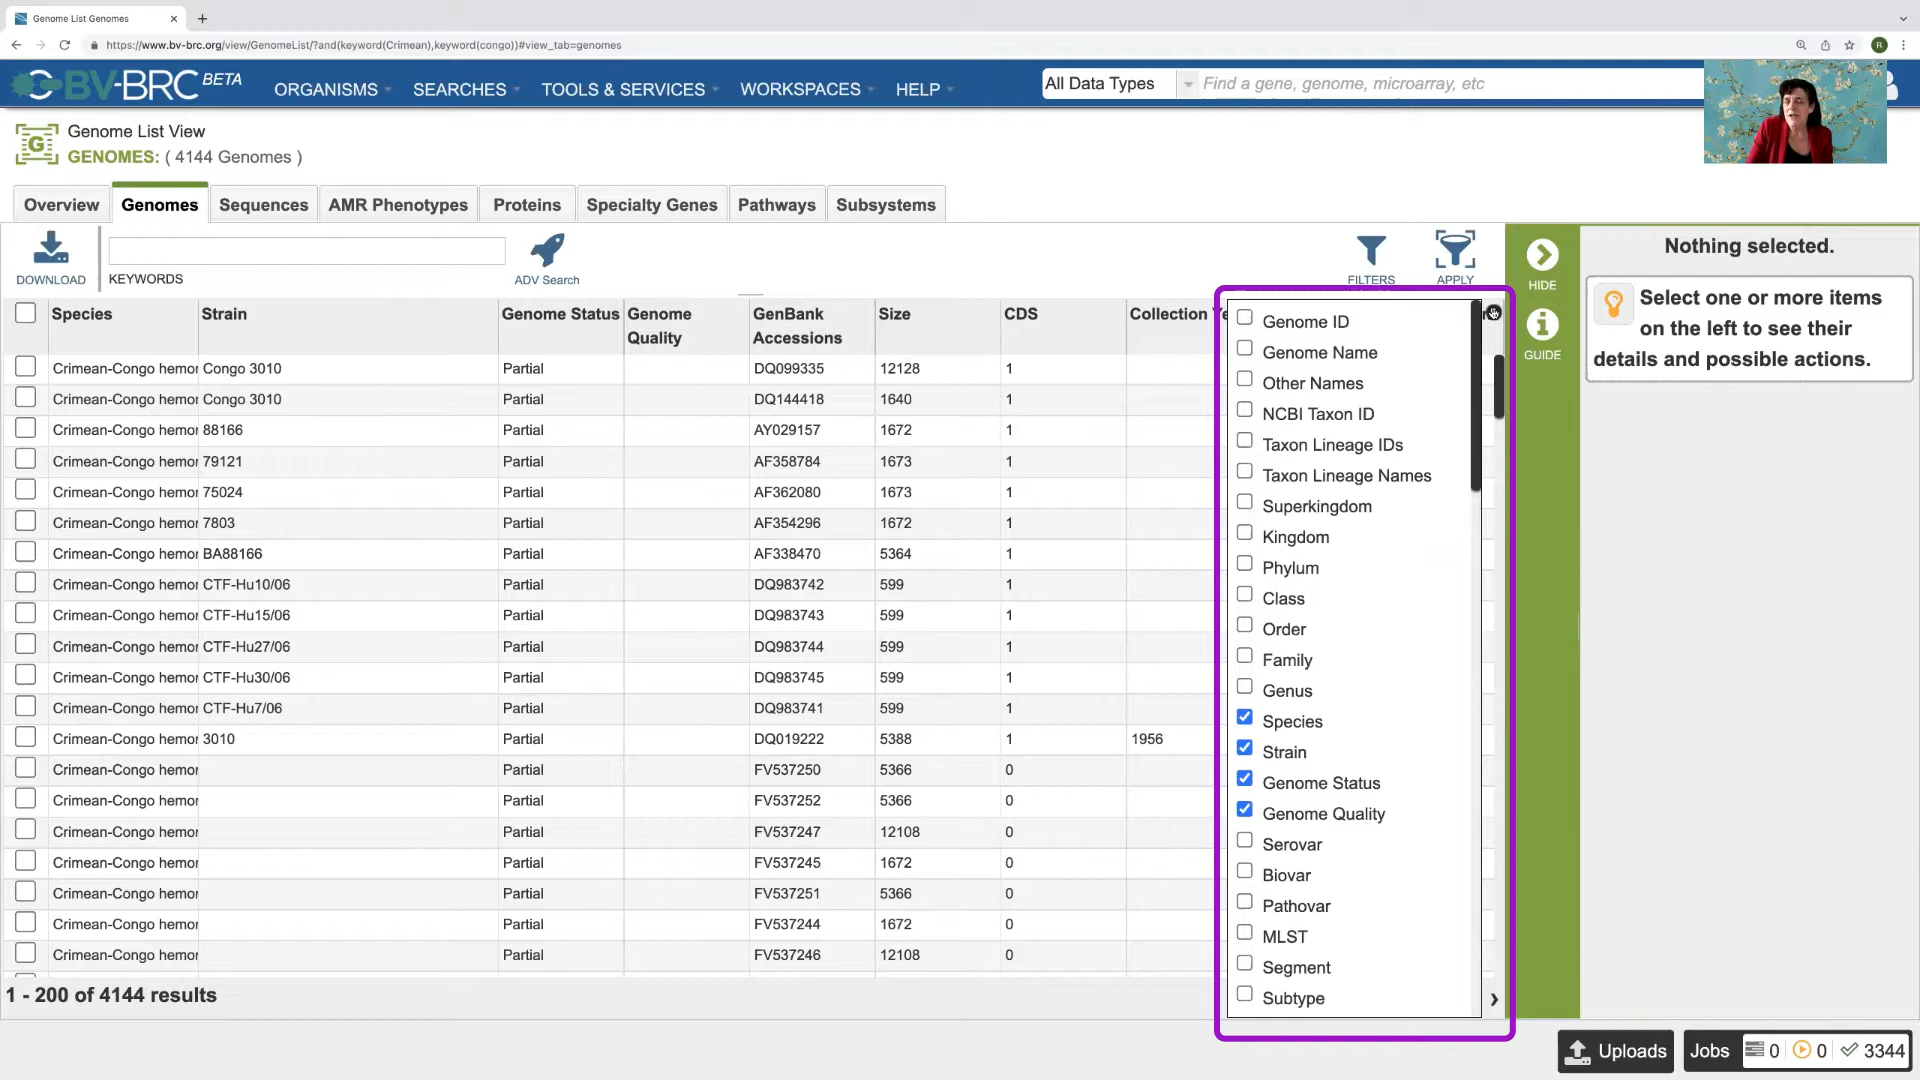 Genome List Genomes
https://www.bv-brc.org/view/GenomeList/?and(keyword(Crimean),keyword(congo))#view_tab=genomes
R
BV-BRC BETA
ORGANISMS SEARCHES TOOLS & SERVICES WORKSPACES HELP
All Data Types Find a gene, genome, microarray, etc
G
Genome List View
GENOMES: ( 4144 Genomes )
Overview Genomes Sequences AMR Phenotypes Proteins Specialty Genes Pathways Subsystems
DOWNLOAD KEYWORDS ADV Search FILTERS APPLY
Species Strain Genome Status Genome Quality GenBank Accessions Size CDS Collection Ye
Crimean-Congo hemor Congo 3010 Partial DQ099335 12128 1
Crimean-Congo hemor Congo 3010 Partial DQ144418 1640 1
Crimean-Congo hemor 88166 Partial AY029157 1672 1
Crimean-Congo hemor 79121 Partial AF358784 1673 1
Crimean-Congo hemor 75024 Partial AF362080 1673 1
Crimean-Congo hemor 7803 Partial AF354296 1672 1
Crimean-Congo hemor BA88166 Partial AF338470 5364 1
Crimean-Congo hemor CTF-Hu10/06 Partial DQ983742 599 1
Crimean-Congo hemor CTF-Hu15/06 Partial DQ983743 599 1
Crimean-Congo hemor CTF-Hu27/06 Partial DQ983744 599 1
Crimean-Congo hemor CTF-Hu30/06 Partial DQ983745 599 1
Crimean-Congo hemor CTF-Hu7/06 Partial DQ983741 599 1
Crimean-Congo hemor 3010 Partial DQ019222 5388 1 1956
Crimean-Congo hemor Partial FV537250 5366 0
Crimean-Congo hemor Partial FV537252 5366 0
Crimean-Congo hemor Partial FV537247 12108 0
Crimean-Congo hemor Partial FV537245 1672 0
Crimean-Congo hemor Partial FV537251 5366 0
Crimean-Congo hemor Partial FV537244 1672 0
Crimean-Congo hemor Partial FV537246 12108 0
1 - 200 of 4144 results
Genome ID
Genome Name
Other Names
NCBI Taxon ID
Taxon Lineage IDs
Taxon Lineage Names
Superkingdom
Kingdom
Phylum
Class
Order
Family
Genus
Species
Strain
Genome Status
Genome Quality
Serovar
Biovar
Pathovar
MLST
Segment
Subtype
HIDE
GUIDE
Nothing selected.
Select one or more items
on the left to see their
details and possible actions.
Uploads Jobs 0 0 3344